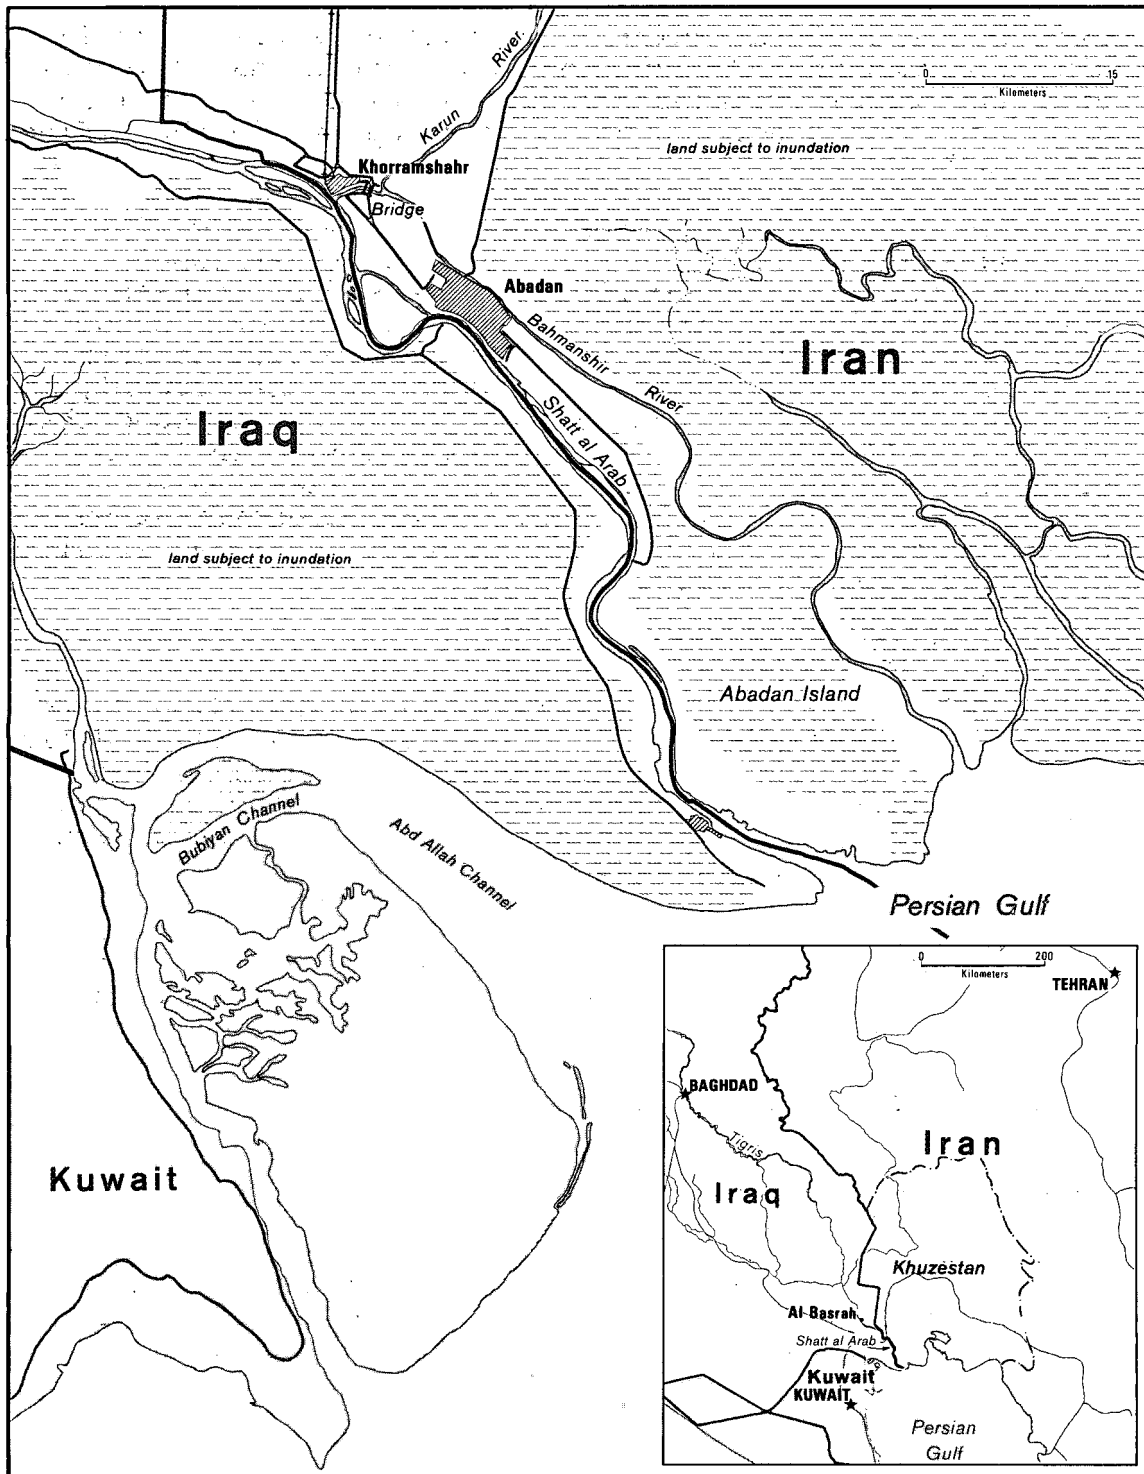 River
Karun
0 15
Kilometers
land subject to inundation
Khorramshahr
Bridge
Abadan
Bahmanshir
River
Iran
Iraq
Shatt al Arab
land subject to inundation
Abadan Island
Bubiyan Channel
Abd Allah Channel
Persian Gulf
Kuwait
0 200
Kilometers
TEHRAN
BAGHDAD
Tigris
Iran
Iraq
Khuzestan
Al Basrah
Shatt al Arab
Kuwait
KUWAIT
Persian
Gulf